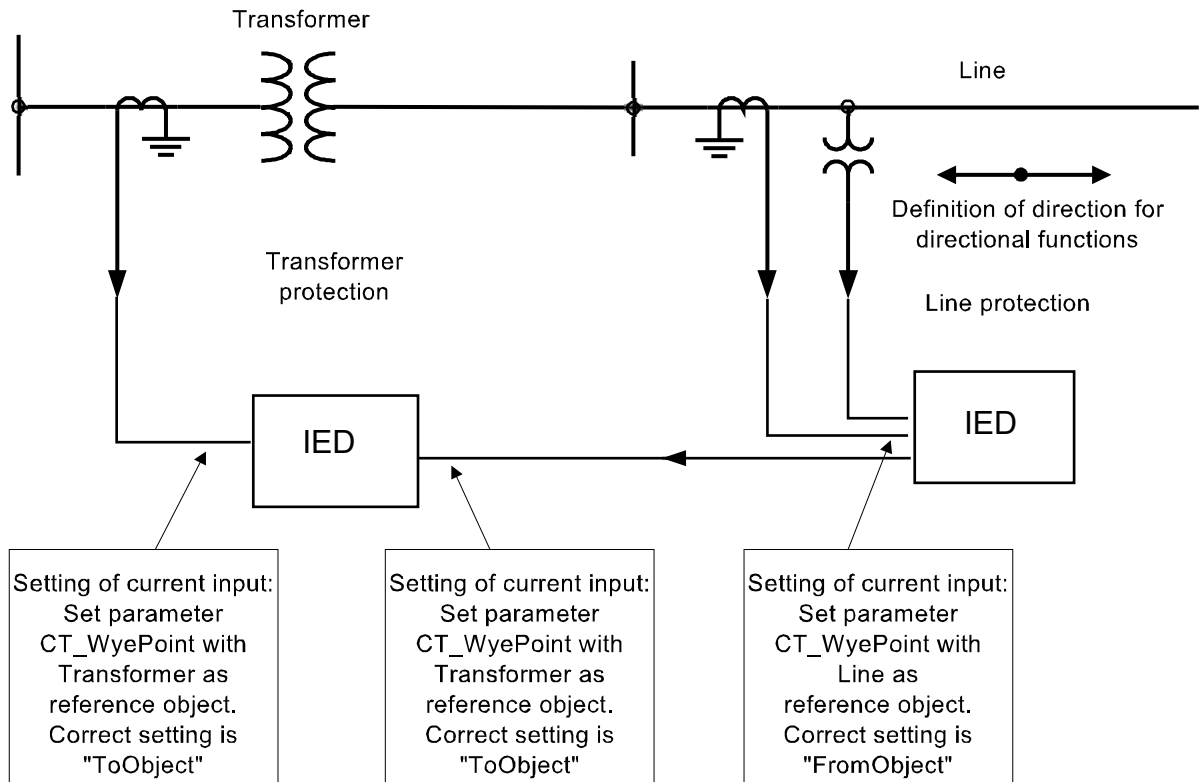 Transformer
Line
Definition of direction for
directional functions
Transformer
protection
Line protection
IED
IED
Setting of current input:
Set parameter
CT_WyePoint with
Transformer as
reference object.
Correct setting is
"ToObject"
Setting of current input:
Set parameter
CT_WyePoint with
Transformer as
reference object.
Correct setting is
"ToObject"
Setting of current input:
Set parameter
CT_WyePoint with
Line as
reference object.
Correct setting is
"FromObject"